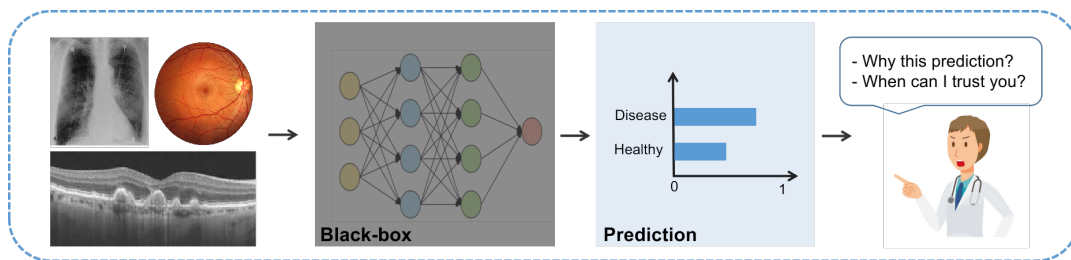 Black-box
Disease
Healthy
0
1
Prediction
- Why this prediction?
- When can I trust you?